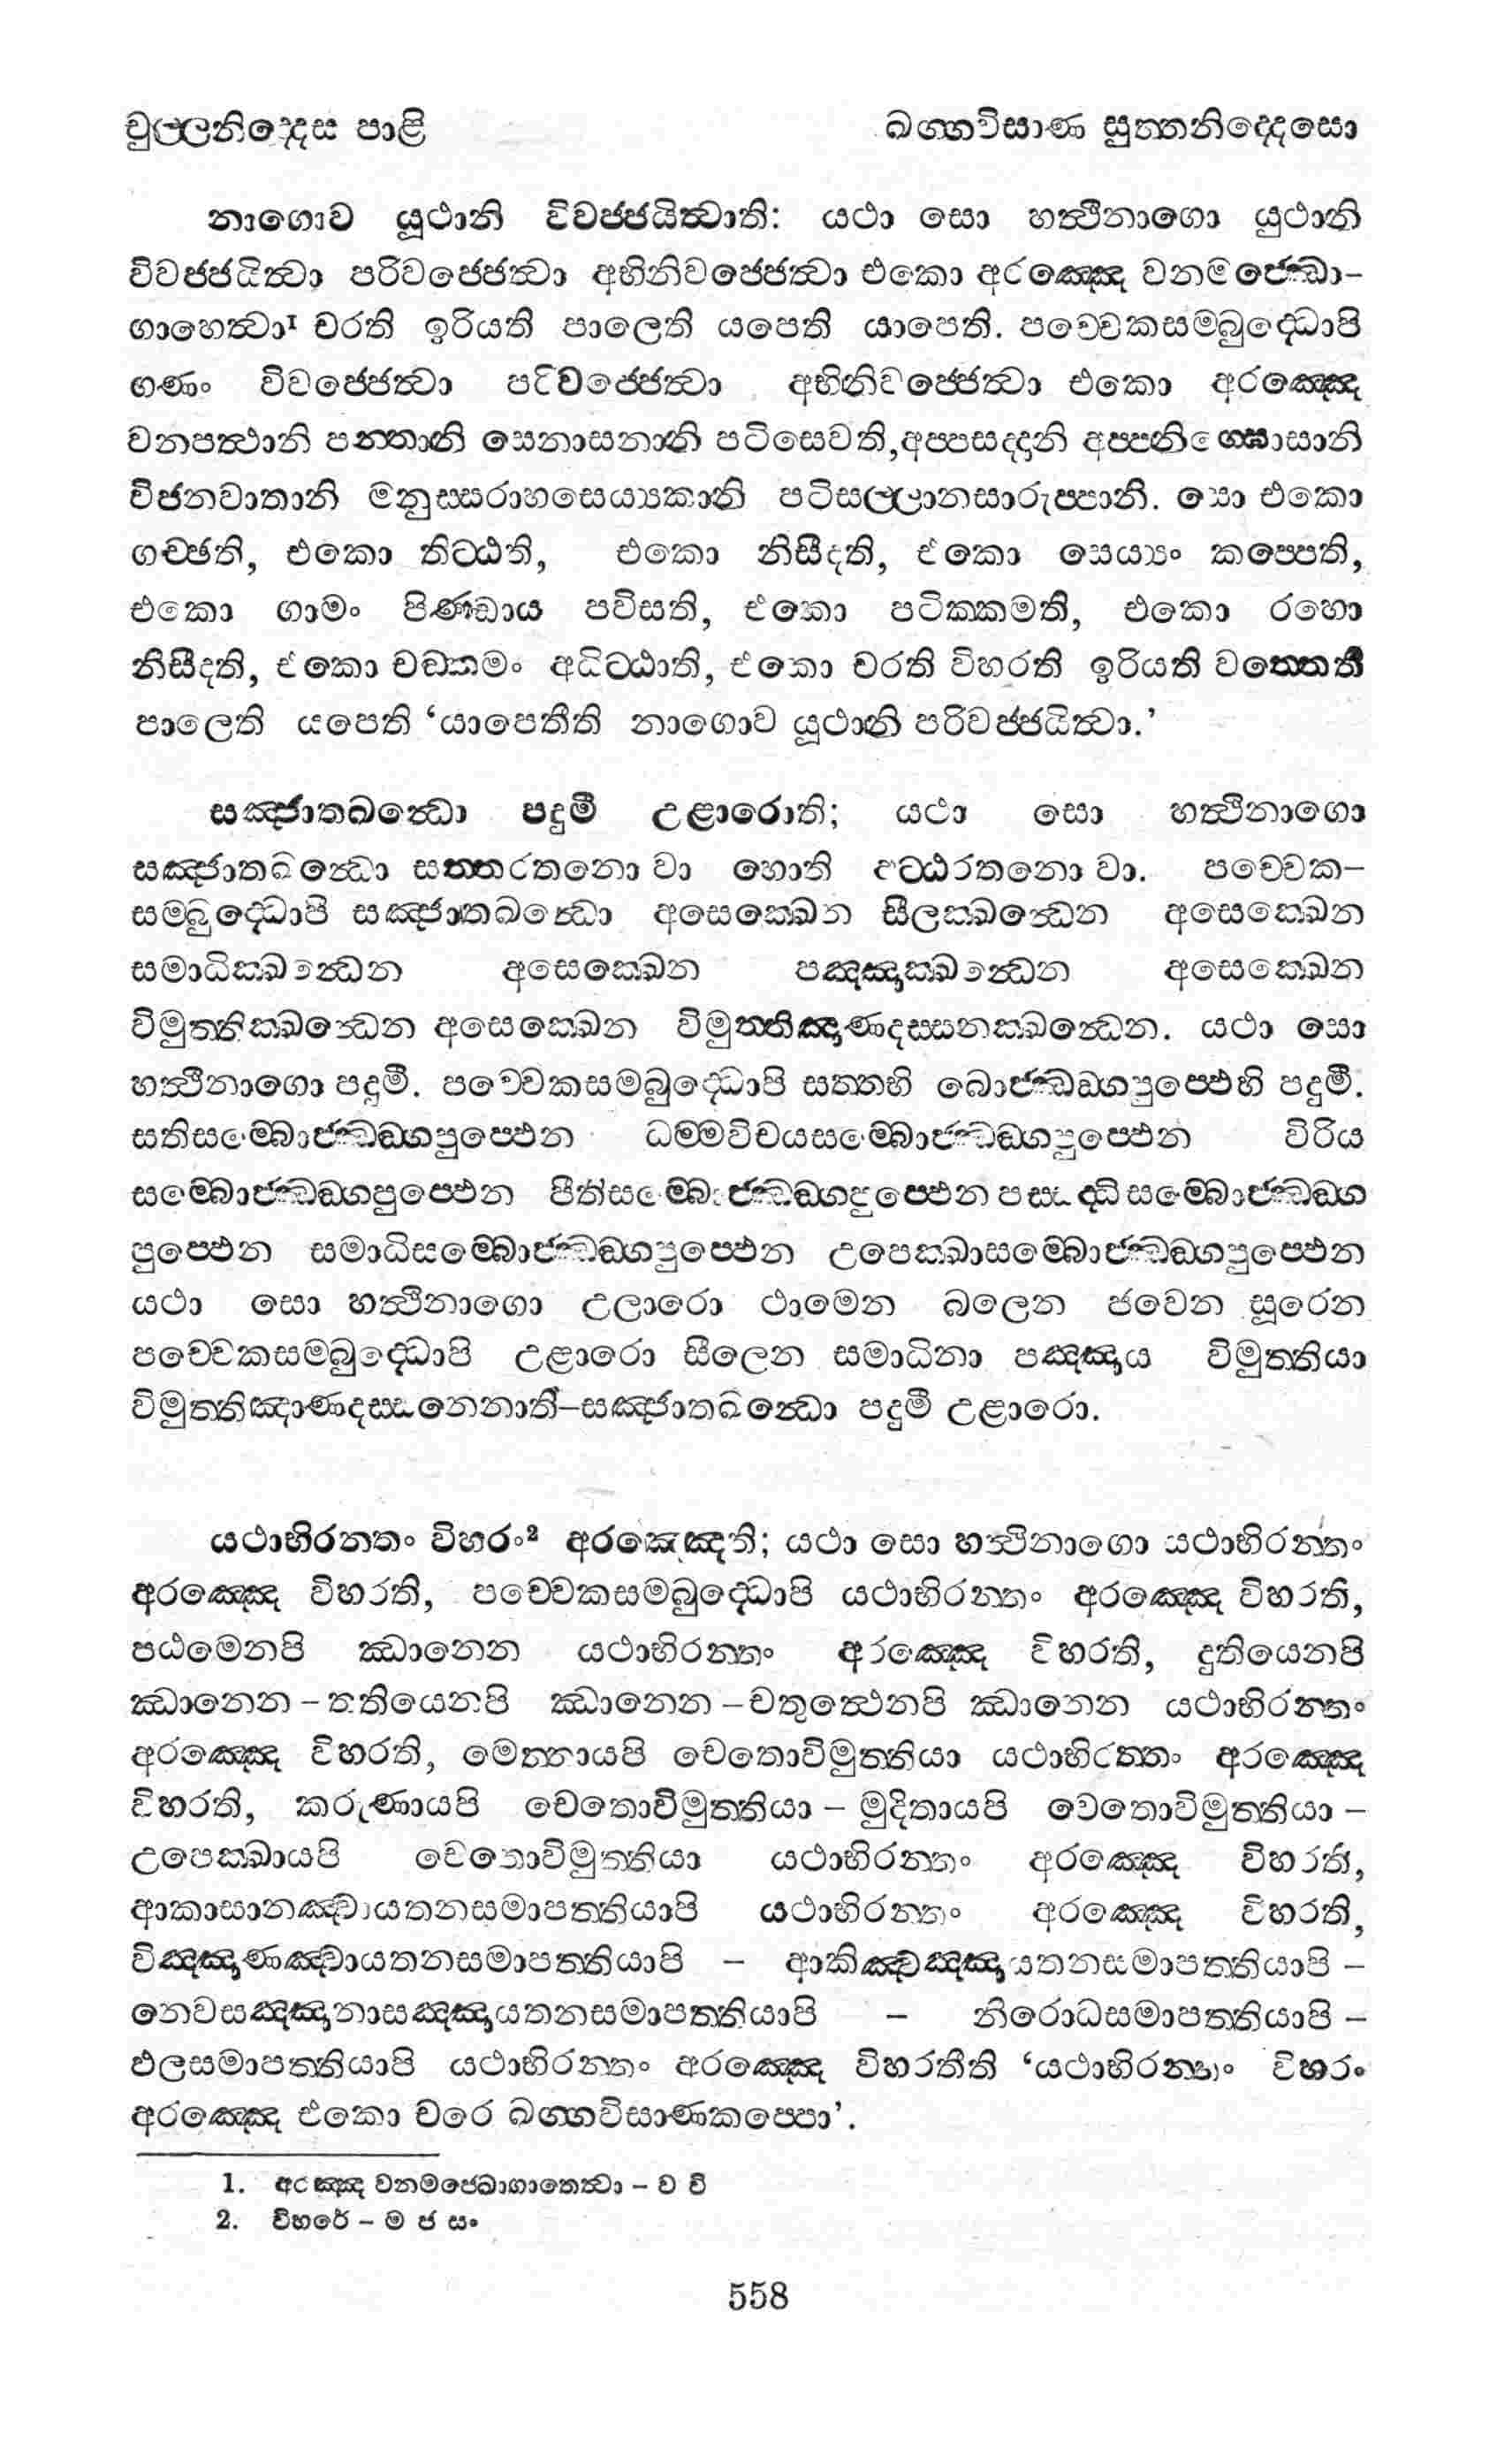 චුල්ලනිද්දෙස පාළි ඛග්ගවිසාණ සුත්තනිද්දෙසො
නාගොව යූථානි විවජ්ජයිත්වාති: යථා සො හත්ථීනාගො යුථානි
විවජ්ජයිත්වා පරිවජ්ජෙත්වා අභිනිවජ්ජෙත්වා එකො අරඤ්ඤෙ වනමජ්ඣො-
ගාහෙත්වා¹ චරති ඉරියති පාලෙති යපෙති යාපෙති. පච්චෙකසම්බුද්ධොපි
ගණං විවජ්ජෙත්වා පරිවජ්ජෙත්වා අභිනිවජ්ජෙත්වා එකො අරඤ්ඤෙ
වනපත්ථානි පන්තානි සෙනාසනානි පටිසෙවති,අප්පසද්දානි අප්පනිග්ඝොසානි
විජනවාතානි මනුස්සරාහසෙය්‍යකානි පටිසල්ලානසාරුප්පානි. සො එකො
ගච්ඡති, එකො තිට්ඨති, එකො නිසීදති, එකො සෙය්‍යං කප්පෙති,
එකො ගාමං පිණ්ඩාය පවිසති, එකො පටික්කමති, එකො රහො
නිසීදති, එකො චඞ්කමං අධිට්ඨාති, එකො චරති විහරති ඉරියති වත්තෙති
පාලෙති යපෙති ‘යාපෙතීති නාගොව යූථානි පරිවජ්ජයිත්වා.’
සඤ්ජාතඛන්ධො පදුමී උළාරොති; යථා සො හත්ථිනාගො
සඤ්ජාතඛන්ධො සත්තරතනො වා හොති අට්ඨරතනො වා. පච්චෙක-
සම්බුද්ධොපි සඤ්ජාතඛන්ධො අසෙක්ඛෙන සීලක්ඛන්ධෙන අසෙක්ඛෙන
සමාධික්ඛන්ධෙන අසෙක්ඛෙන පඤ්ඤාක්ඛන්ධෙන අසෙක්ඛෙන
විමුත්තික්ඛන්ධෙන අසෙක්ඛෙන විමුත්තිඤාණදස්සනක්ඛන්ධෙන. යථා සො
හත්ථීනාගො පදුමී. පච්චෙකසම්බුද්ධොපි සත්තභි බොජ්ඣඞ්ගපුප්ඵෙහි පදුමී.
සතිසම්බොජ්ඣඞ්ගපුප්ඵෙන ධම්මවිචයසම්බොජ්ඣඞ්ගපුප්ඵෙන විරිය
සම්බොජ්ඣඞ්ගපුප්ඵෙන පීතිසම්බොජ්ඣඞ්ගපුප්ඵෙන පස්සද්ධිසම්බොජ්ඣඞ්ග
පුප්ඵෙන සමාධිසම්බොජ්ඣඞ්ගපුප්ඵෙන උපෙක්ඛාසම්බොජ්ඣඞ්ගපුප්ඵෙන
යථා සො හත්ථිනාගො උලාරො ථාමෙන බලෙන ජවෙන සූරෙන
පච්චෙකසම්බුද්ධොපි උළාරො සීලෙන සමාධිනා පඤ්ඤාය විමුත්තියා
විමුත්තිඤාණදස්සනෙනාති–සඤ්ජාතඛන්ධො පදුමී උළාරො.
යථාභිරන්තං විහරං² අරඤ්ඤෙති; යථා සො හත්ථිනාගො යථාභිරන්තං
අරඤ්ඤෙ විහරති, පච්චෙකසම්බුද්ධොපි යථාභිරන්තං අරඤ්ඤෙ විහරති,
පඨමෙනපි ඣානෙන යථාභිරන්තං අරඤ්ඤෙ විහරති, දුතියෙනපි
ඣානෙන – තතියෙනපි ඣානෙන – චතුත්ථෙනපි ඣානෙන යථාභිරන්තං
අරඤ්ඤෙ විහරති, මෙත්තායපි චෙතොවිමුත්තියා යථාභිරත්තං අරඤ්ඤෙ
විහරති, කරුණායපි චෙතොවිමුත්තියා – මුදිතායපි වෙතොවිමුත්තියා –
උපෙක්ඛායපි චෙතොවිමුත්තියා යථාභිරන්තං අරඤ්ඤෙ විහරති,
ආකාසානඤ්චායතනසමාපත්තියාපි යථාභිරන්තං අරඤ්ඤෙ විහරති,
විඤ්ඤාණඤ්චායතනසමාපත්තියාපි – ආකිඤ්චඤ්ඤායතනසමාපත්තියාපි –
නෙවසඤ්ඤානාසඤ්ඤායතනසමාපත්තියාපි – නිරොධසමාපත්තියාපි –
ඵලසමාපත්තියාපි යථාභිරන්තං අරඤ්ඤෙ විහරතීති ‘යථාභිරන්තං විහරං
අරඤ්ඤෙ එකො චරෙ ඛග්ගවිසාණකප්පො’.
1. අරඤ්ඤ වනමජ්ඛොගාතෙත්වා – ව වි
2. විහරේ – ම ජ සං
558